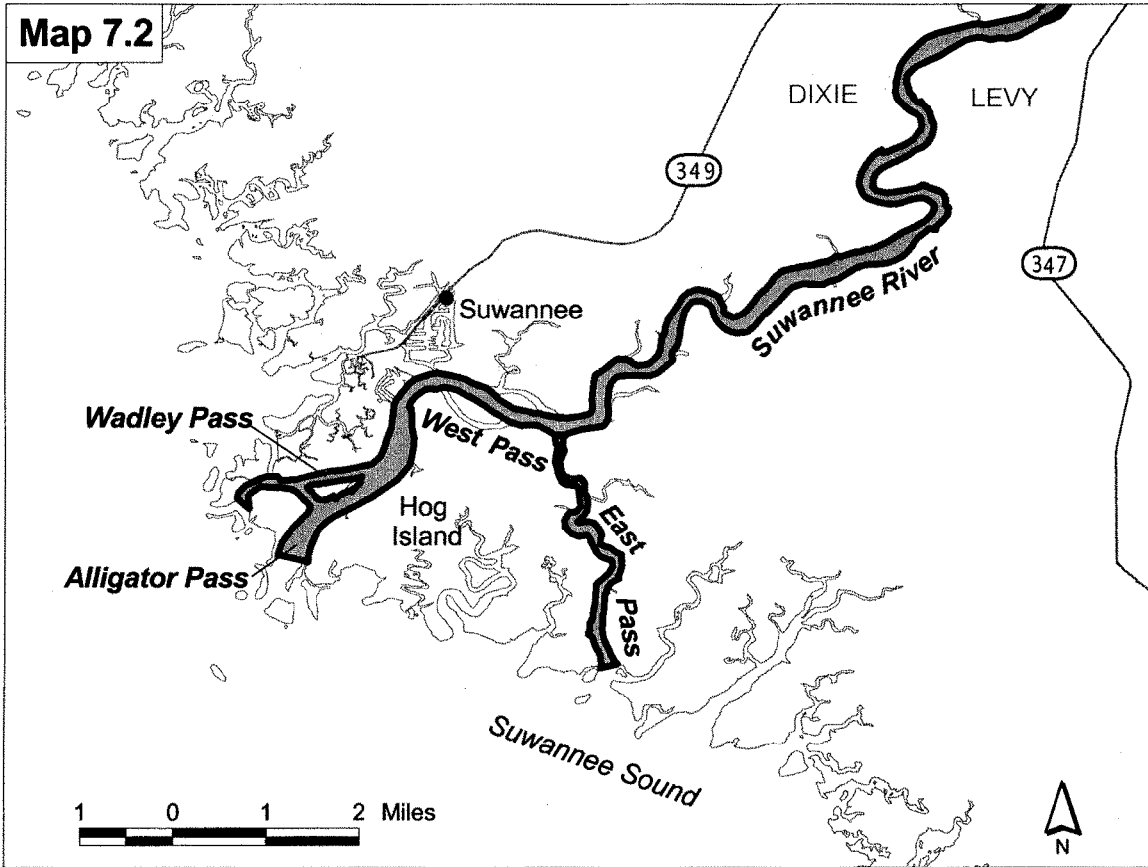 Map 7.2
DIXIE
LEVY
349
347
Suwannee River
Suwannee
Wadley Pass
West Pass
Hog
Island
East
Pass
Alligator Pass
Suwannee Sound
1 0 1 2 Miles
N